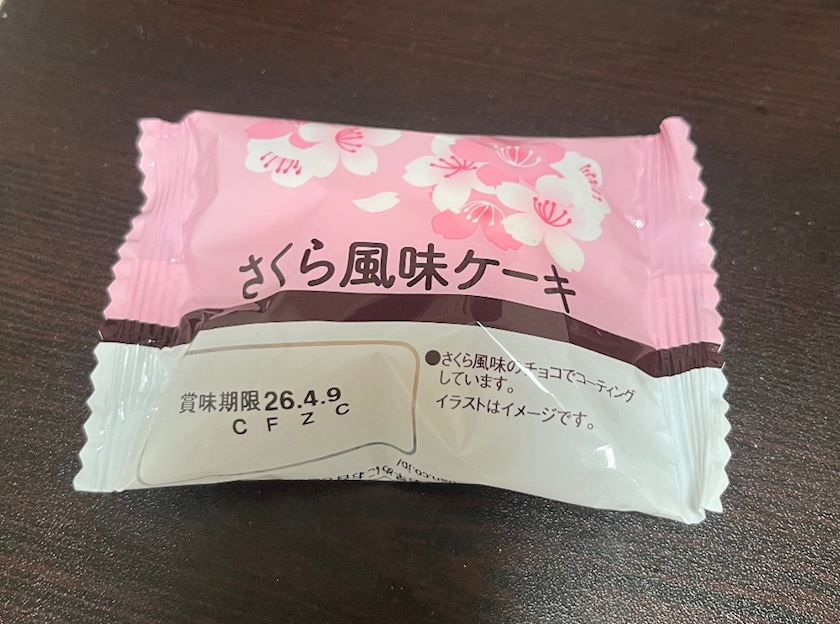 さくら風味ケーキ
賞味期限26.4.9
CFZC
●さくら風味のチョコでコーティング
しています。
イラストはイメージです。